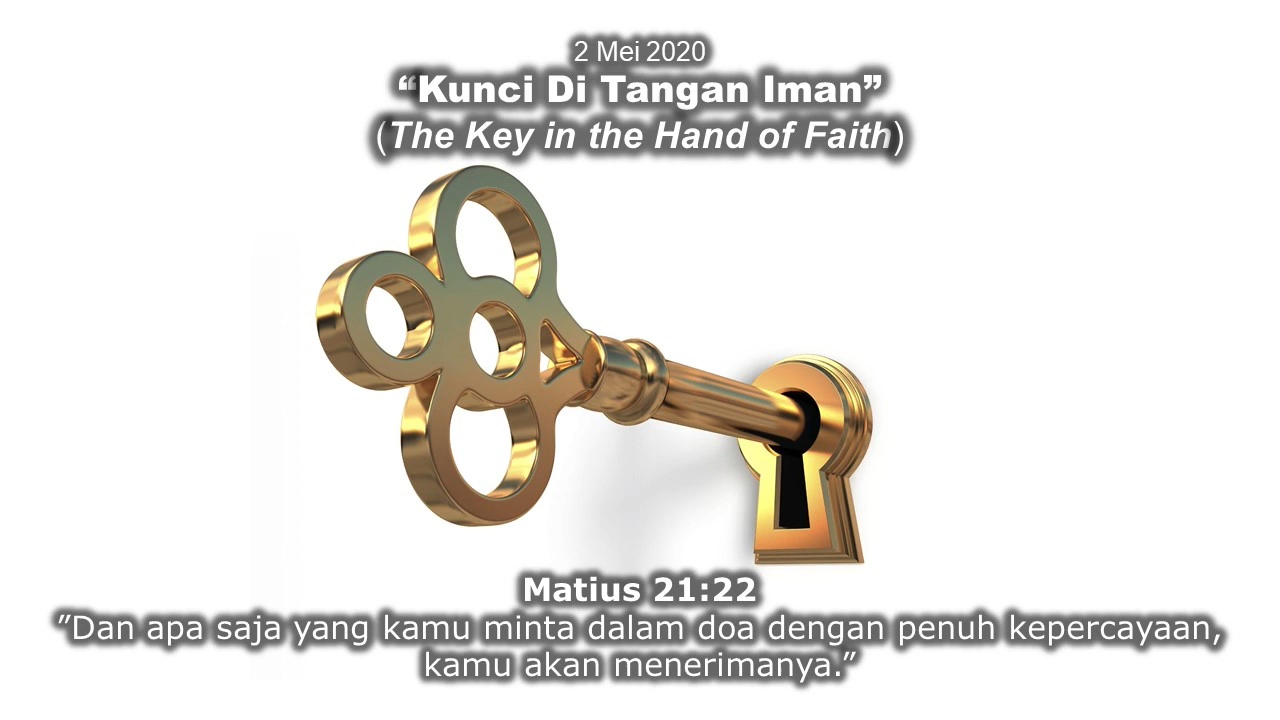 2 Mei 2020
“Kunci Di Tangan Iman”
(The Key in the Hand of Faith)
Matius 21:22
”Dan apa saja yang kamu minta dalam doa dengan penuh kepercayaan,
kamu akan menerimanya.”